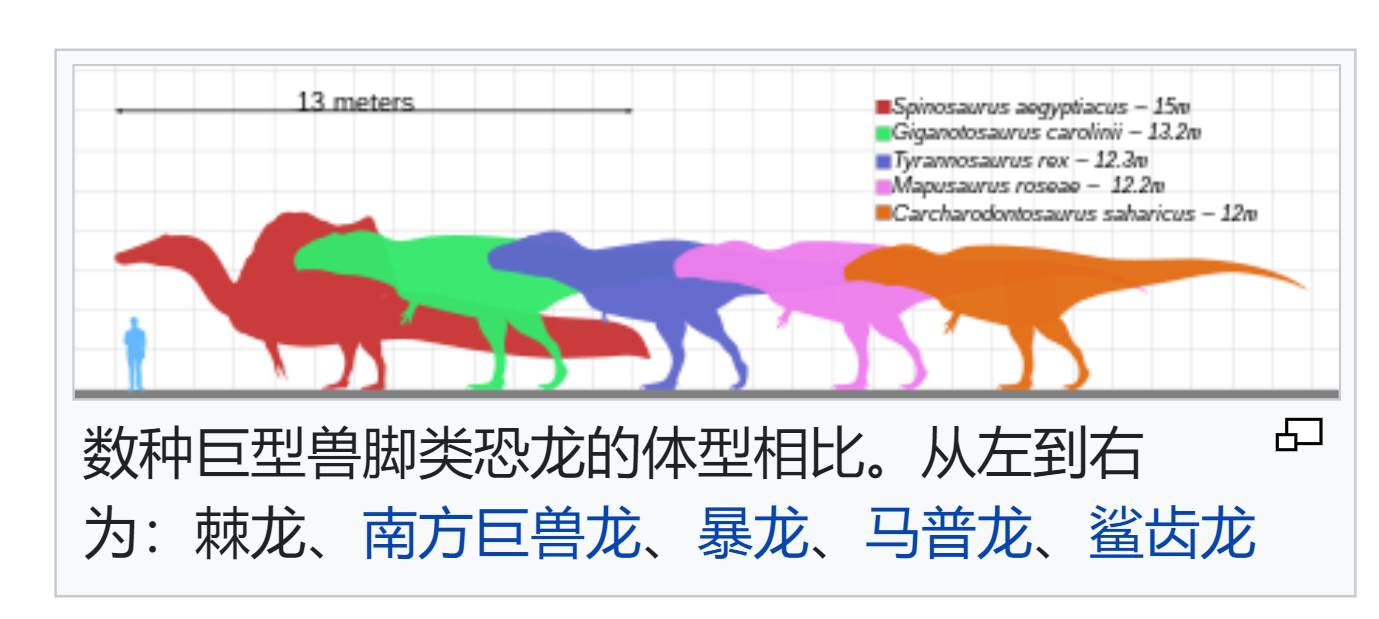 13 meters
Spinosaurus aegyptiacus – 15m
Giganotosaurus carolinii – 13.2m
Tyrannosaurus rex – 12.3m
Mapusaurus roseae – 12.2m
Carcharodontosaurus saharicus – 12m
数种巨型兽脚类恐龙的体型相比。从左到右
为：棘龙、南方巨兽龙、暴龙、马普龙、鲨齿龙